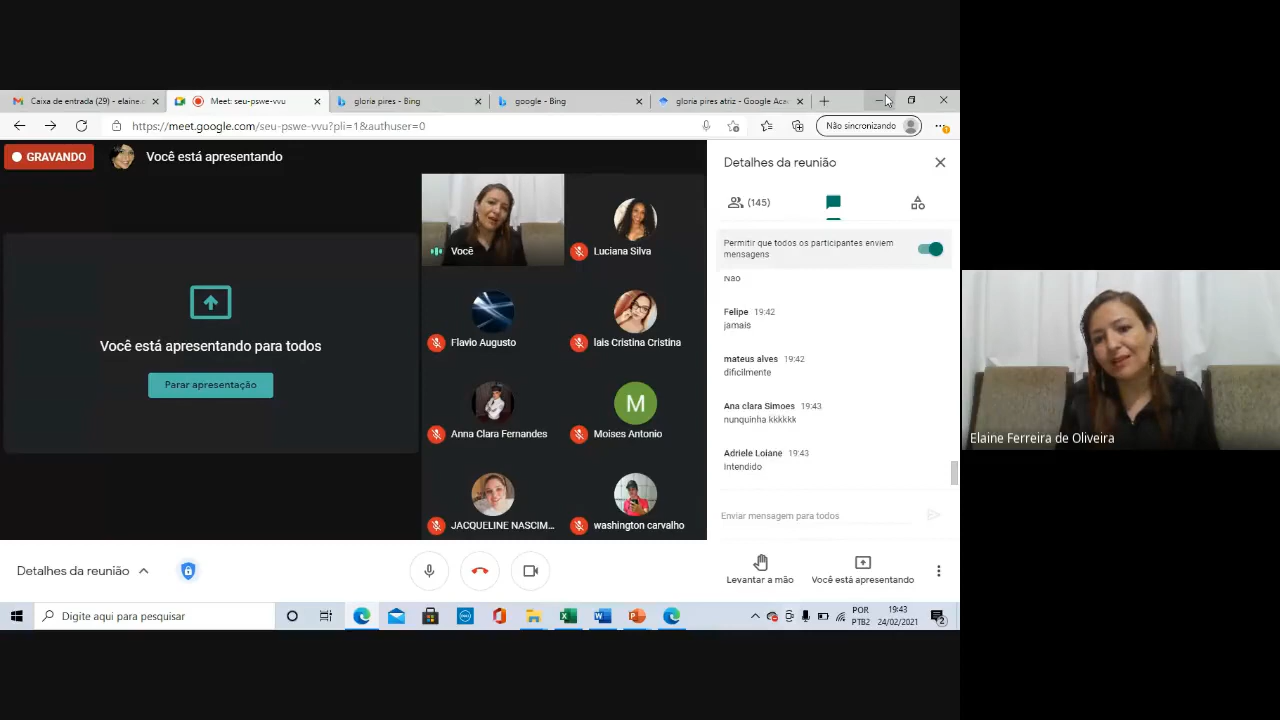 Caixa de entrada (29) - elaine.c
Meet: seu-pswe-vvu
gloria pires - Bing
google - Bing
gloria pires atriz - Google Aca
https://meet.google.com/seu-pswe-vvu?pli=1&authuser=0
Não sincronizando
GRAVANDO
Você está apresentando
Você está apresentando para todos
Parar apresentação
Você
Luciana Silva
Flavio Augusto
lais Cristina Cristina
Anna Clara Fernandes
M
Moises Antonio
JACQUELINE NASCIM...
washington carvalho
Detalhes da reunião
(145)
Permitir que todos os participantes enviem
mensagens
Não
Felipe 19:42
jamais
mateus alves 19:42
dificilmente
Ana clara Simoes 19:43
nunquinha kkkkkk
Adriele Loiane 19:43
Intendido
Enviar mensagem para todos
Elaine Ferreira de Oliveira
Detalhes da reunião
Levantar a mão
Você está apresentando
Digite aqui para pesquisar
POR
PTB2
19:43
24/02/2021
2